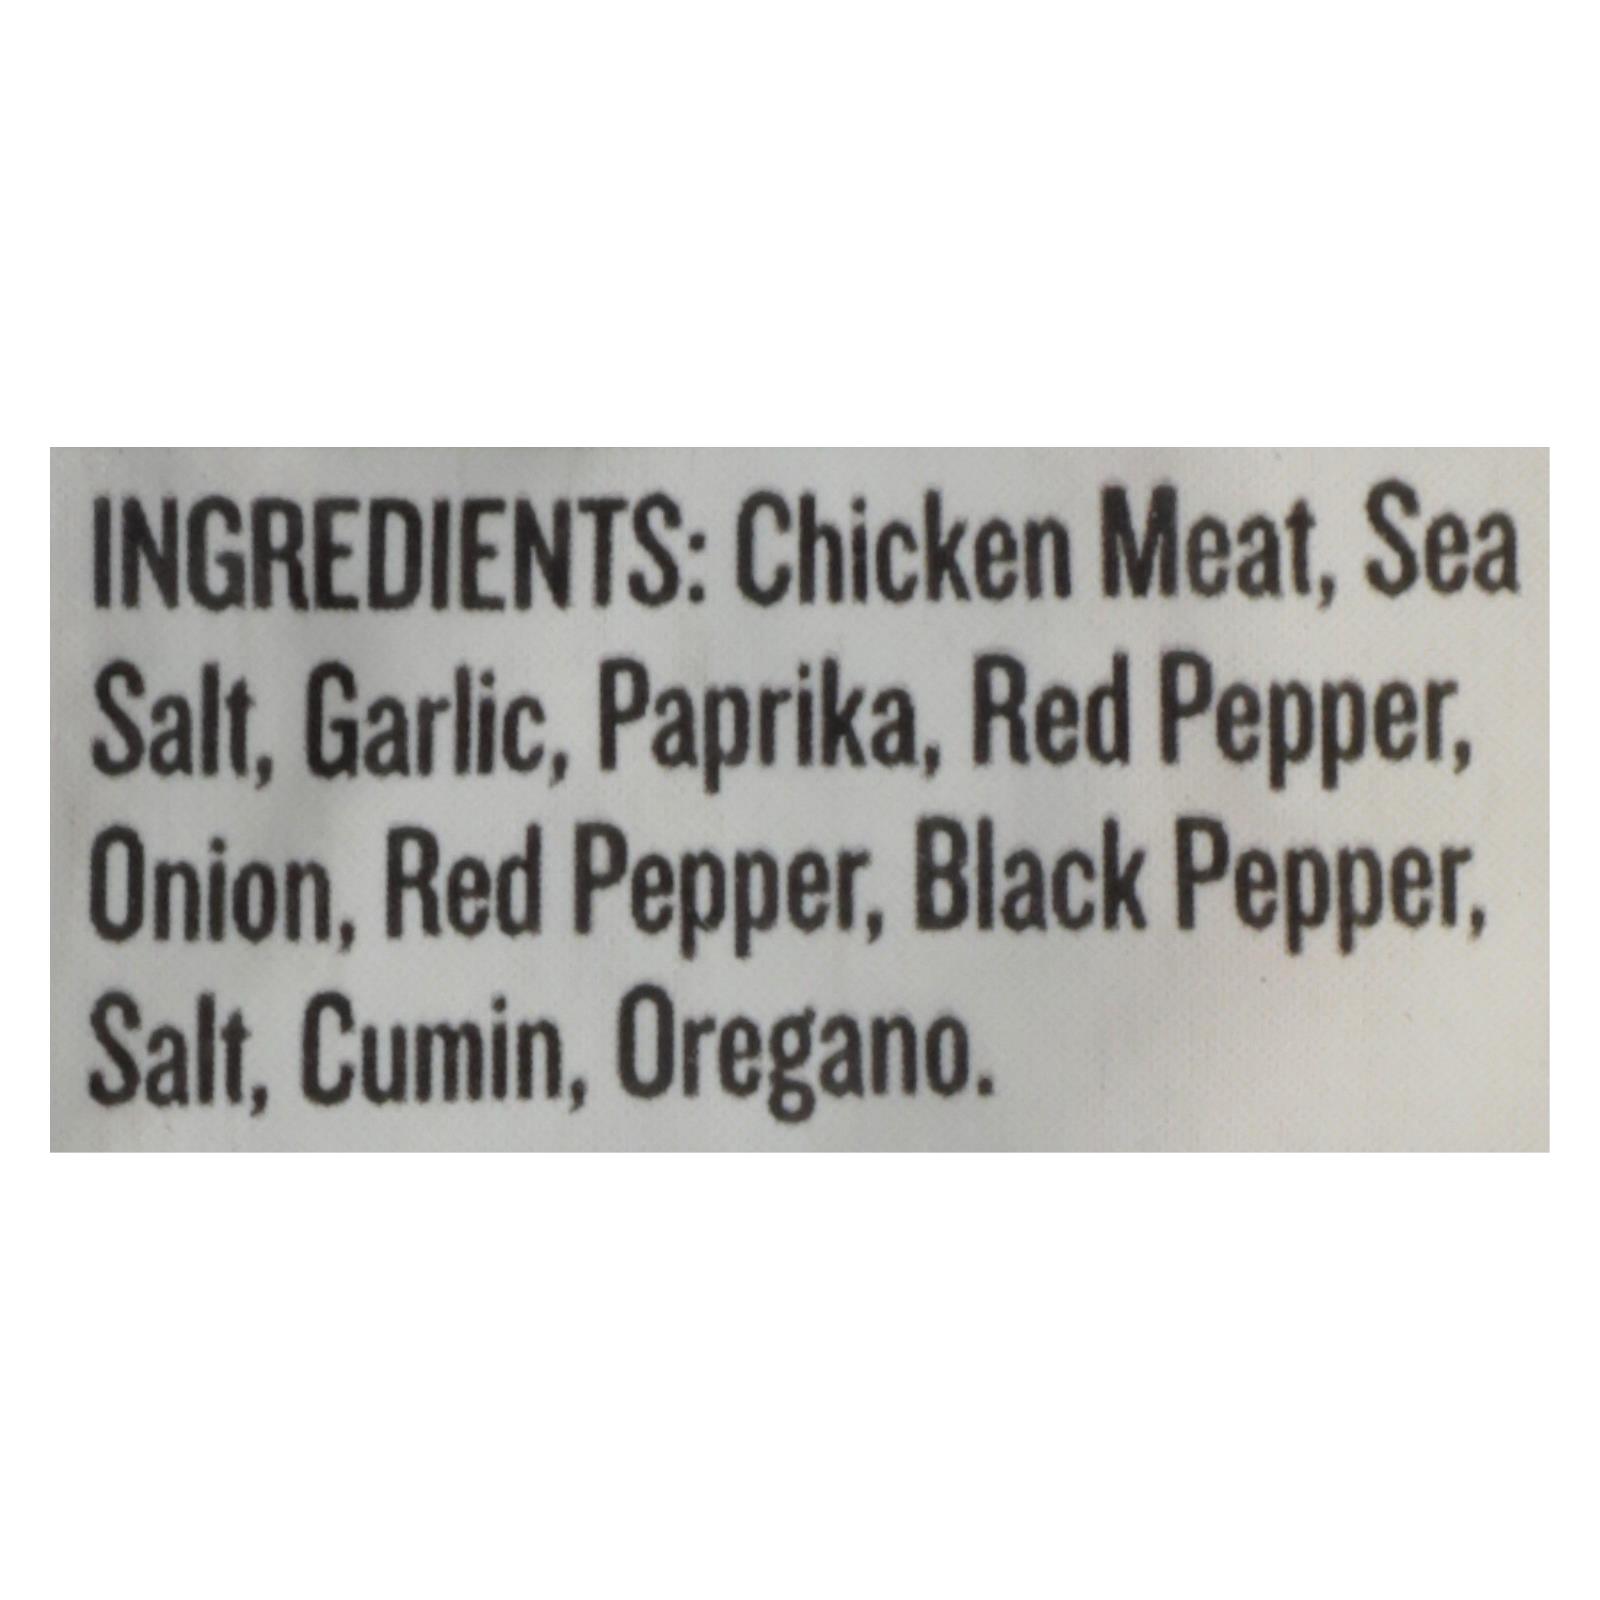 INGREDIENTS: Chicken Meat, Sea
Salt, Garlic, Paprika, Red Pepper,
Onion, Red Pepper, Black Pepper,
Salt, Cumin, Oregano.